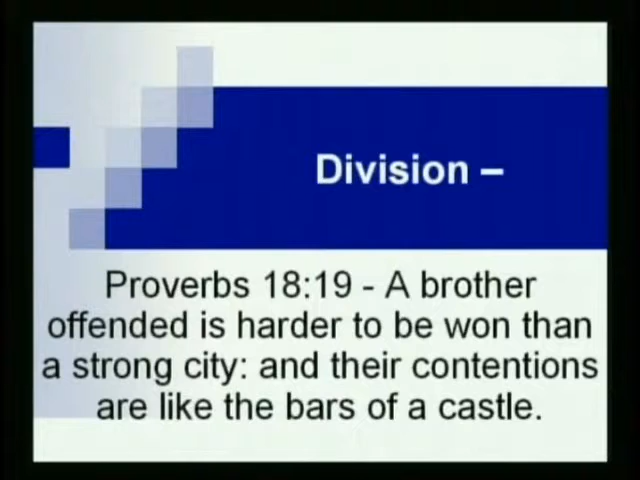 Division –
Proverbs 18:19 - A brother
offended is harder to be won than
a strong city: and their contentions
are like the bars of a castle.